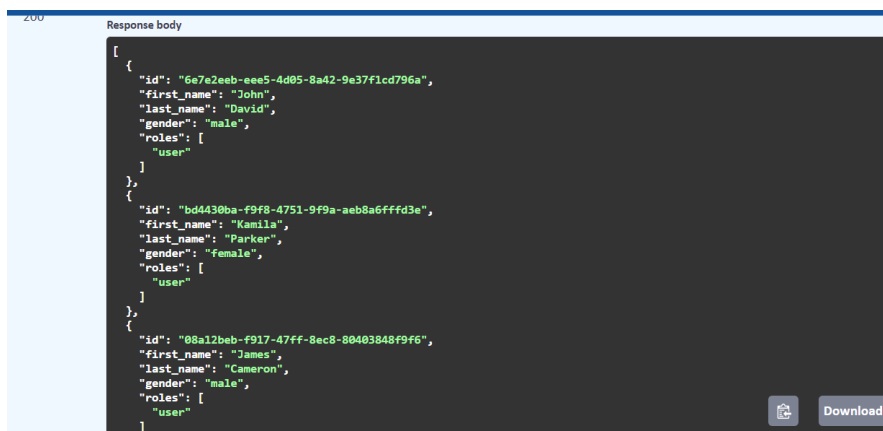 200
Response body
[
  {
    "id": "6e7e2eeb-eee5-4d05-8a42-9e37f1cd796a",
    "first_name": "John",
    "last_name": "David",
    "gender": "male",
    "roles": [
      "user"
    ]
  },
  {
    "id": "bd4430ba-f9f8-4751-9f9a-aeb8a6fffd3e",
    "first_name": "Kamila",
    "last_name": "Parker",
    "gender": "female",
    "roles": [
      "user"
    ]
  },
  {
    "id": "08a12beb-f917-47ff-8ec8-80403848f9f6",
    "first_name": "James",
    "last_name": "Cameron",
    "gender": "male",
    "roles": [
      "user"
    ]
Download